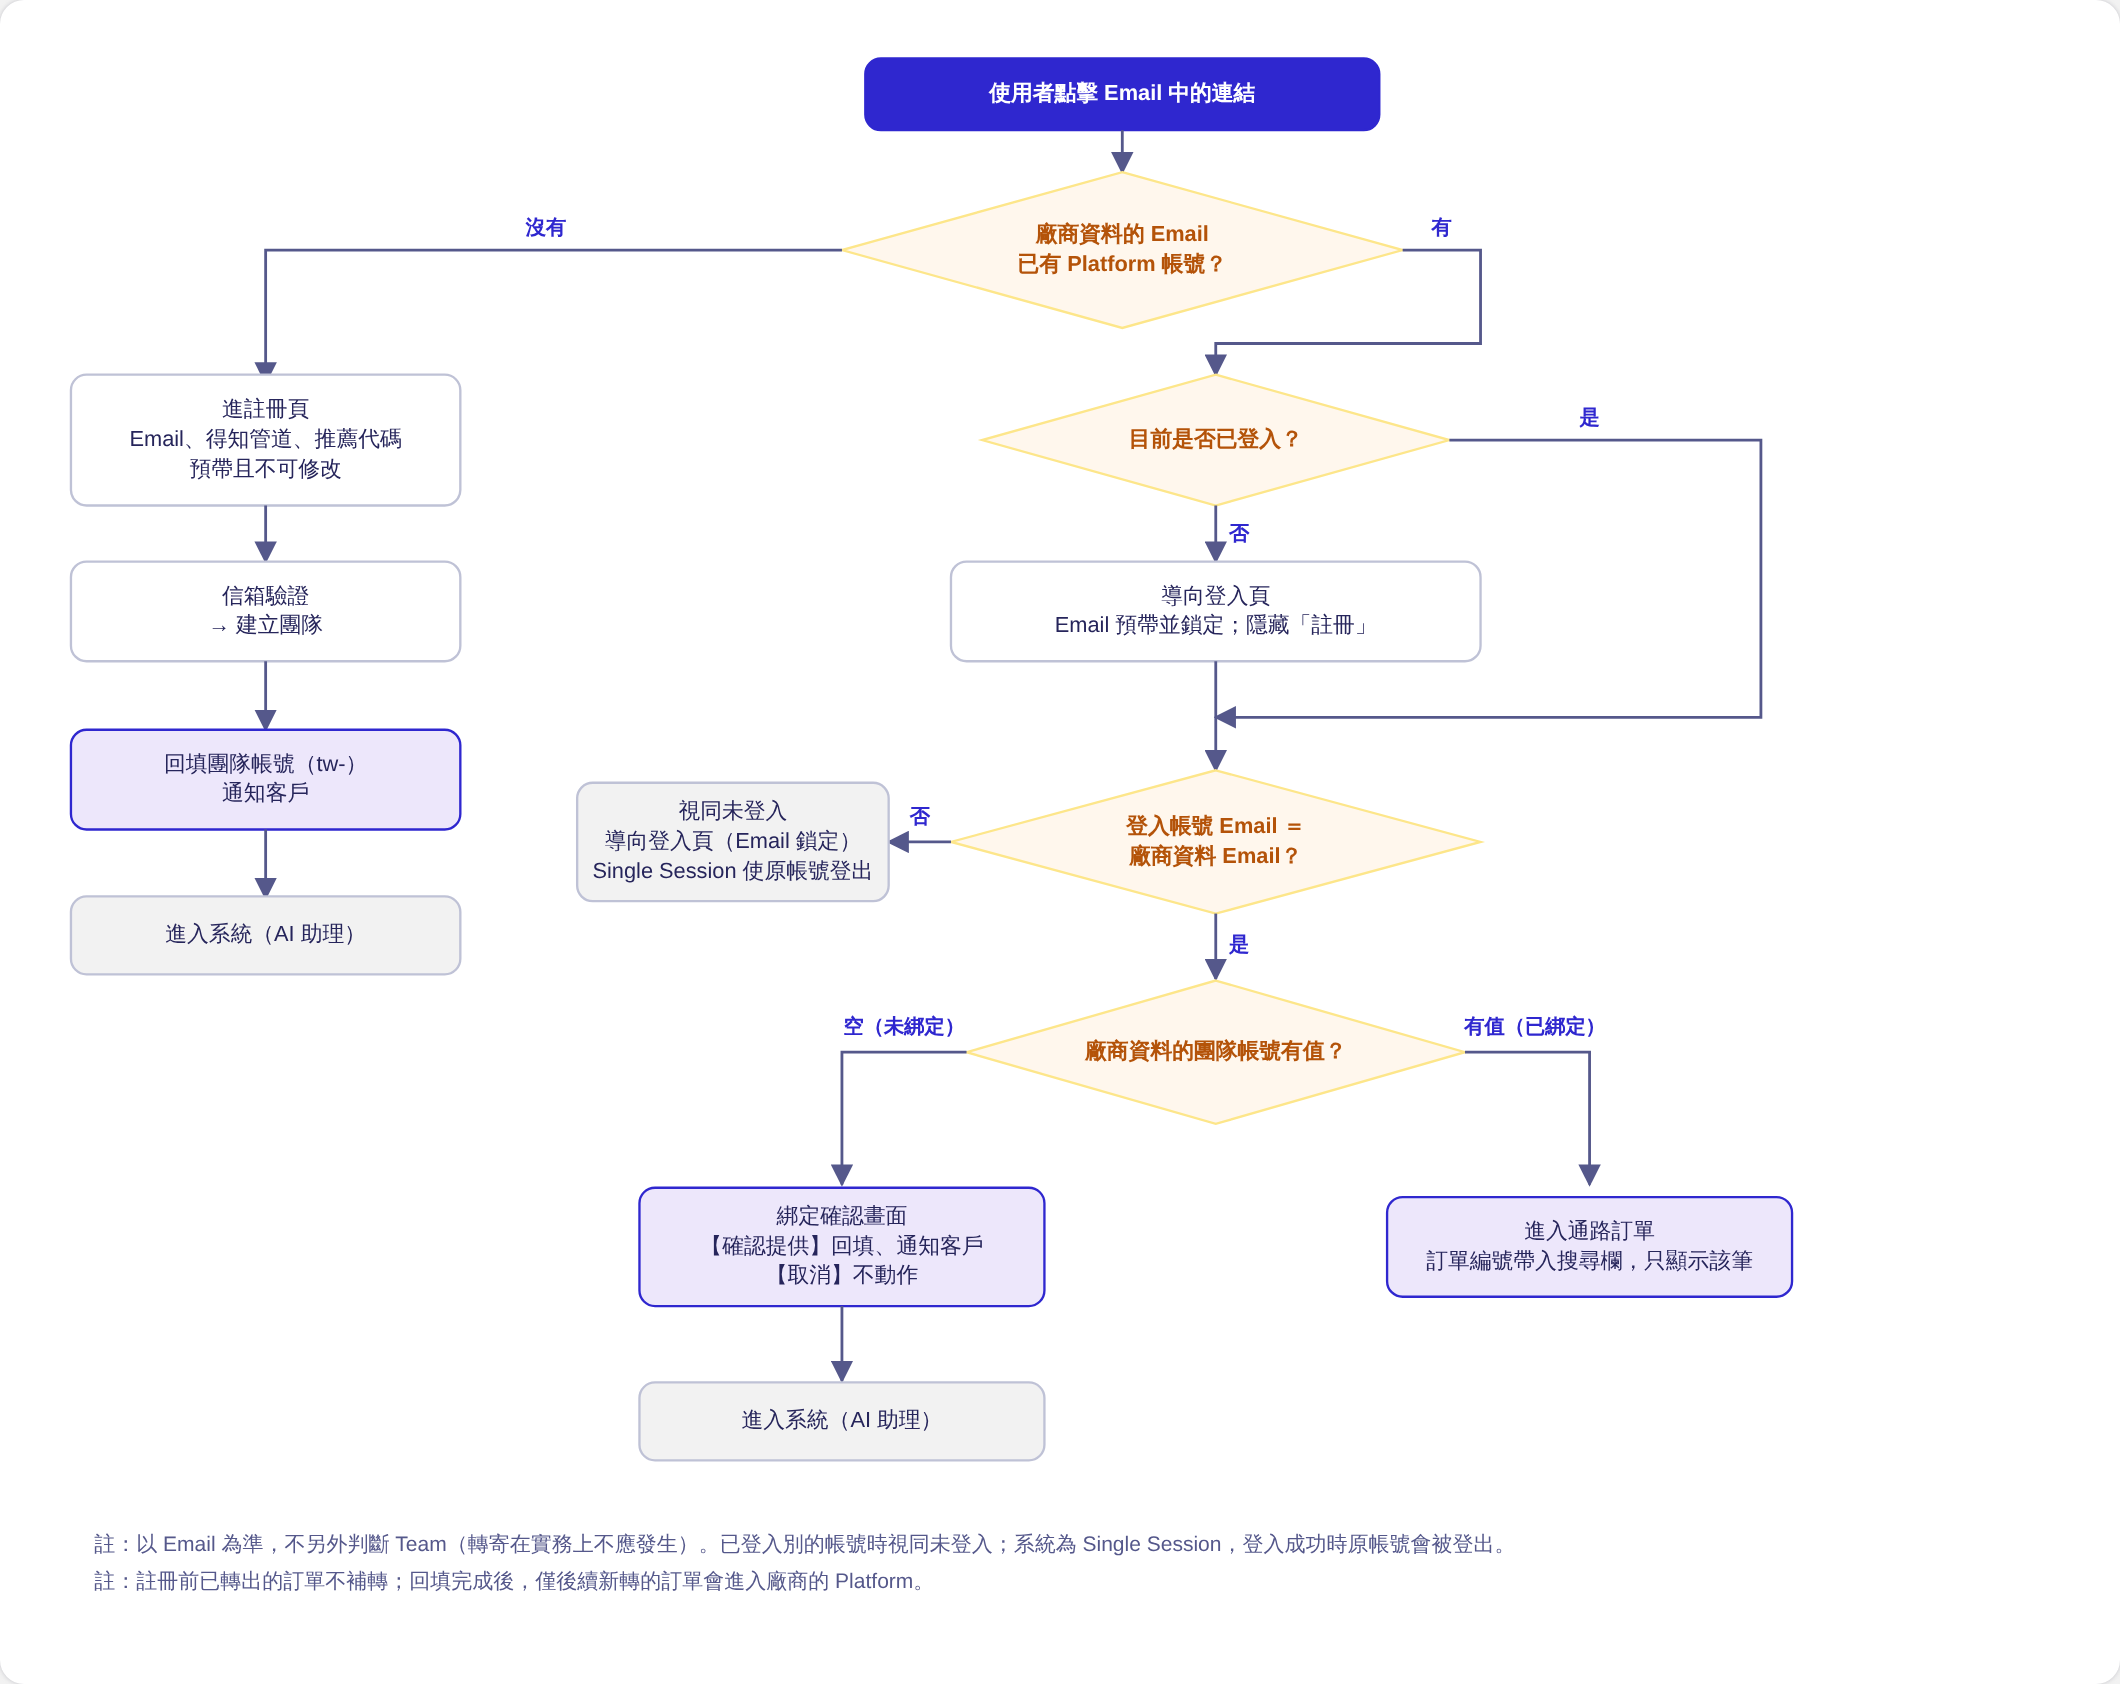 使用者點擊 Email 中的連結
廠商資料的 Email
已有 Platform 帳號？
沒有
有
進註冊頁
Email、得知管道、推薦代碼
預帶且不可修改
目前是否已登入？
是
否
信箱驗證
→ 建立團隊
導向登入頁
Email 預帶並鎖定；隱藏「註冊」
回填團隊帳號（tw-）
通知客戶
視同未登入
導向登入頁（Email 鎖定）
Single Session 使原帳號登出
否
登入帳號 Email ＝
廠商資料 Email？
進入系統（AI 助理）
是
空（未綁定）
廠商資料的團隊帳號有值？
有值（已綁定）
綁定確認畫面
【確認提供】回填、通知客戶
【取消】不動作
進入通路訂單
訂單編號帶入搜尋欄，只顯示該筆
進入系統（AI 助理）
註：以 Email 為準，不另外判斷 Team（轉寄在實務上不應發生）。已登入別的帳號時視同未登入；系統為 Single Session，登入成功時原帳號會被登出。
註：註冊前已轉出的訂單不補轉；回填完成後，僅後續新轉的訂單會進入廠商的 Platform。